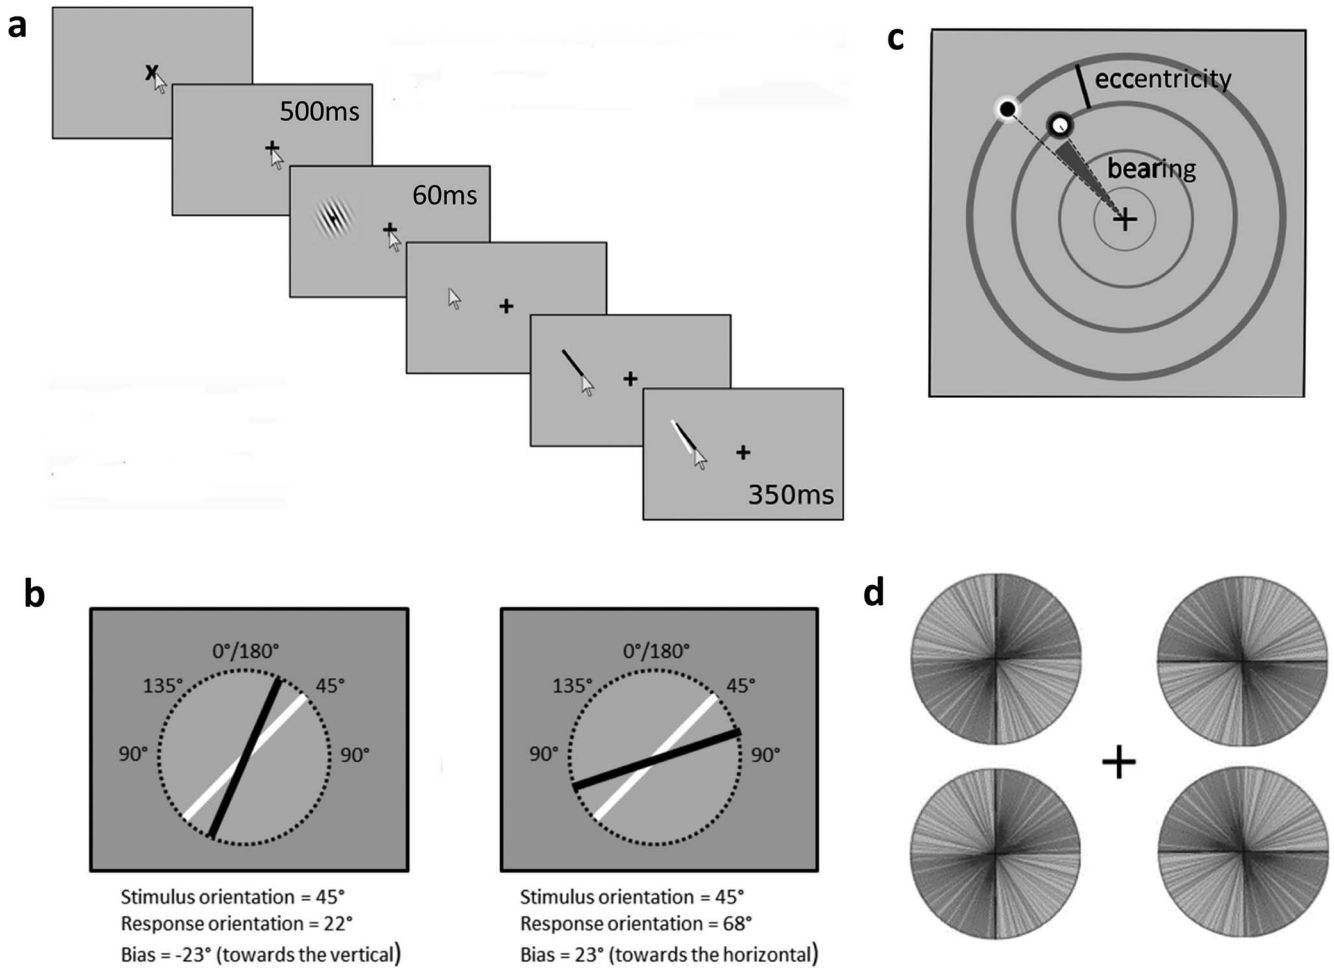 a
x
500ms
60ms
350ms
c
eccentricity
bearing
b
0°/180°
135°
45°
90°
90°
Stimulus orientation = 45°
Response orientation = 22°
Bias = -23° (towards the vertical)
0°/180°
135°
45°
90°
90°
Stimulus orientation = 45°
Response orientation = 68°
Bias = 23° (towards the horizontal)
d